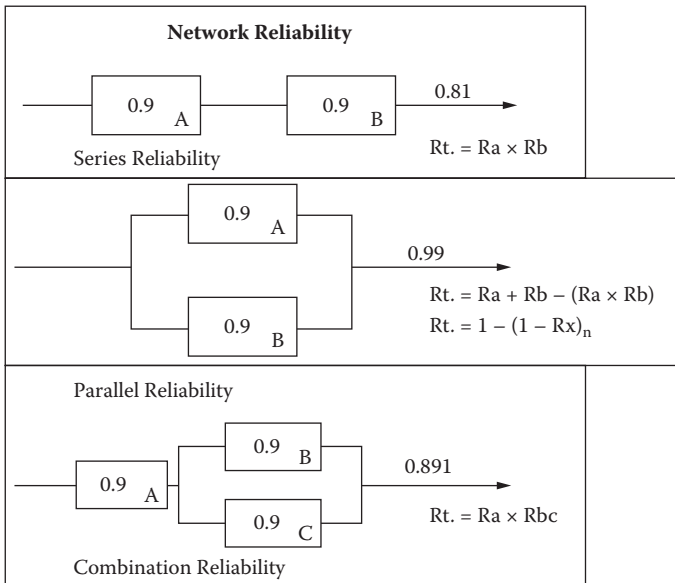 Network Reliability
0.9
A
0.9
B
0.81
Rt. = Ra × Rb
Series Reliability
0.9
A
0.99
Rt. = Ra + Rb – (Ra × Rb)
Rt. = 1 – (1 – Rx)n
0.9
B
Parallel Reliability
0.9
A
0.9
B
0.9
C
0.891
Rt. = Ra × Rbc
Combination Reliability